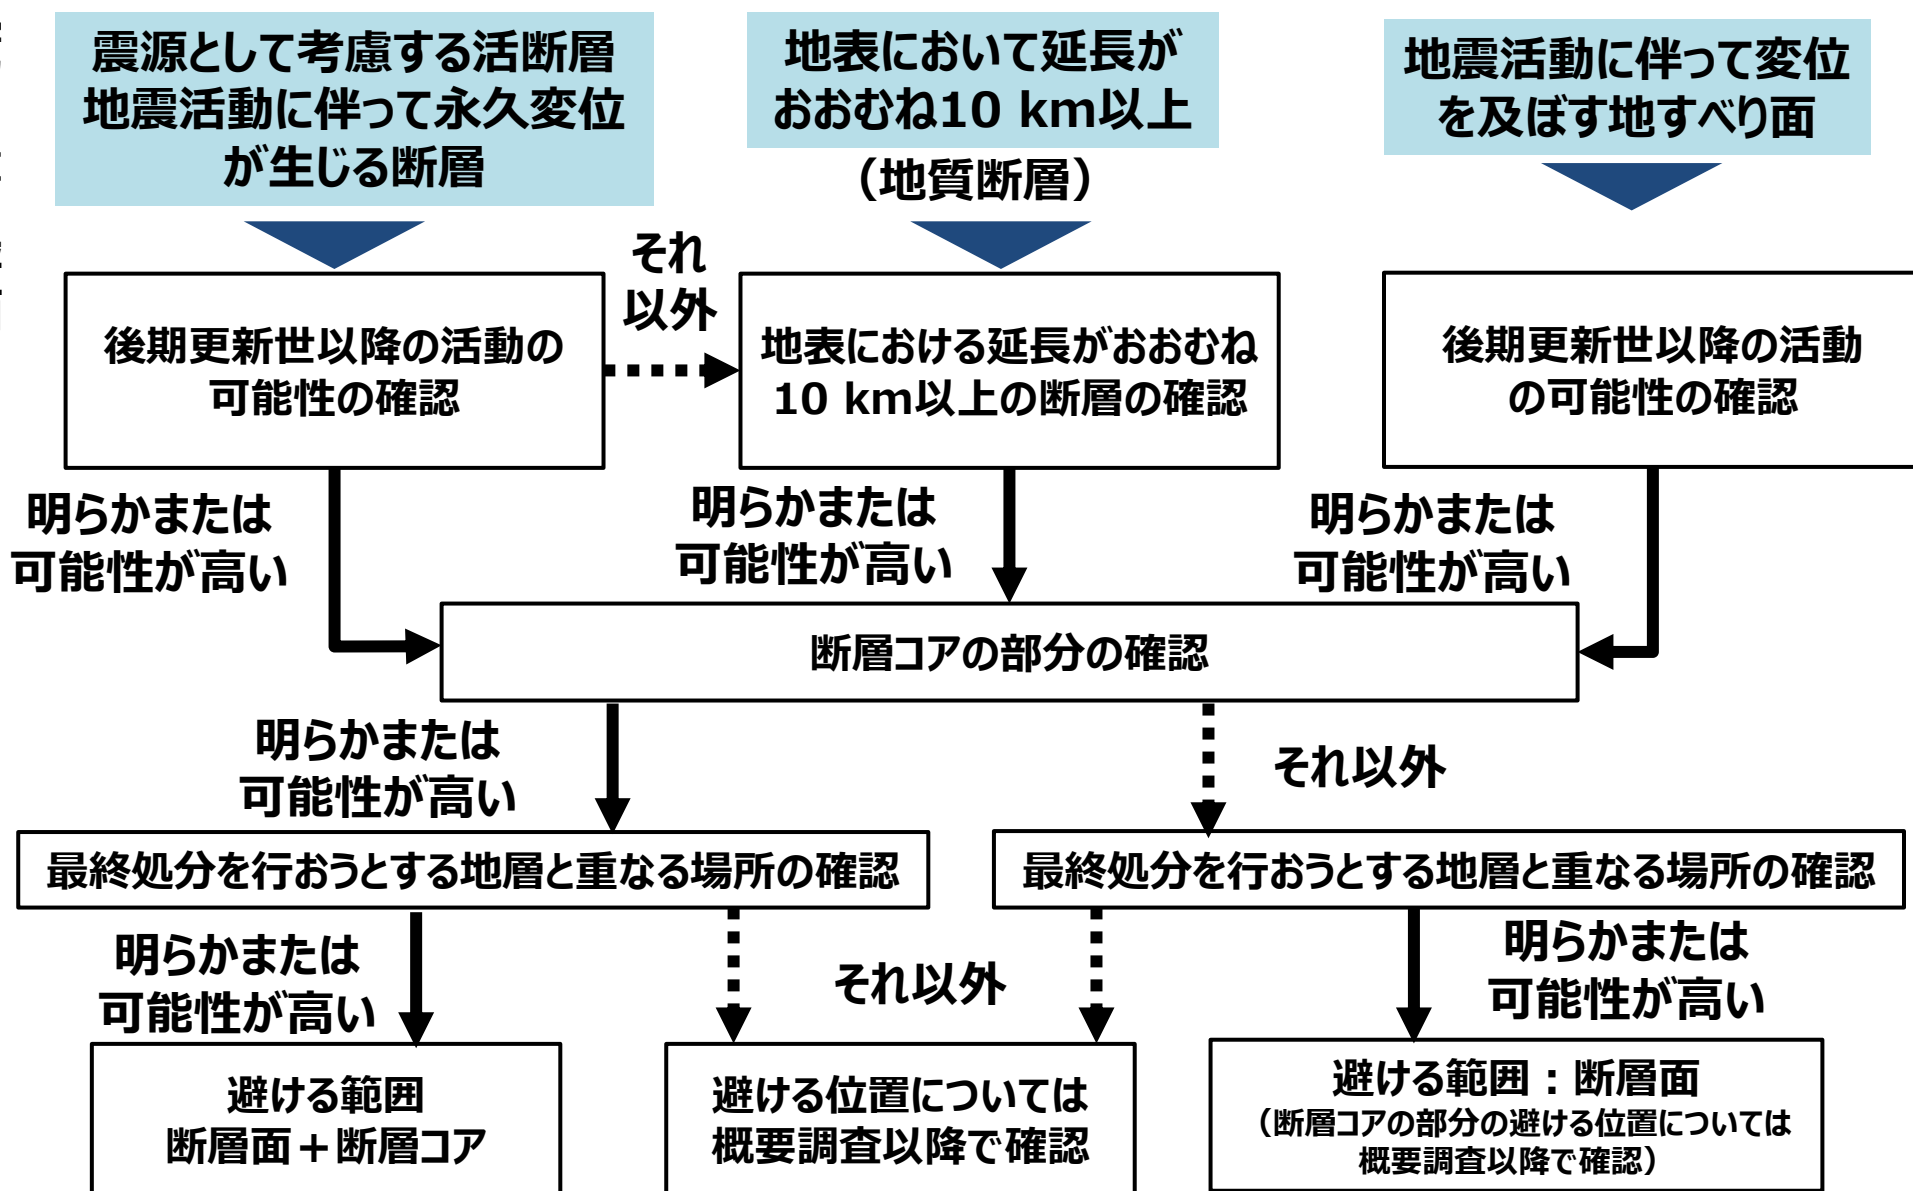 震源として考慮する活断層
地震活動に伴って永久変位
が生じる断層
地表において延長が
おおむね10 km以上
（地質断層）
地震活動に伴って変位
を及ぼす地すべり面
それ
以外
後期更新世以降の活動の
可能性の確認
地表における延長がおおむね
10 km以上の断層の確認
後期更新世以降の活動
の可能性の確認
明らかまたは
可能性が高い
明らかまたは
可能性が高い
明らかまたは
可能性が高い
断層コアの部分の確認
明らかまたは
可能性が高い
それ以外
最終処分を行おうとする地層と重なる場所の確認
最終処分を行おうとする地層と重なる場所の確認
明らかまたは
可能性が高い
それ以外
明らかまたは
可能性が高い
避ける範囲
断層面＋断層コア
避ける位置については
概要調査以降で確認
避ける範囲：断層面
（断層コアの部分の避ける位置については
概要調査以降で確認）